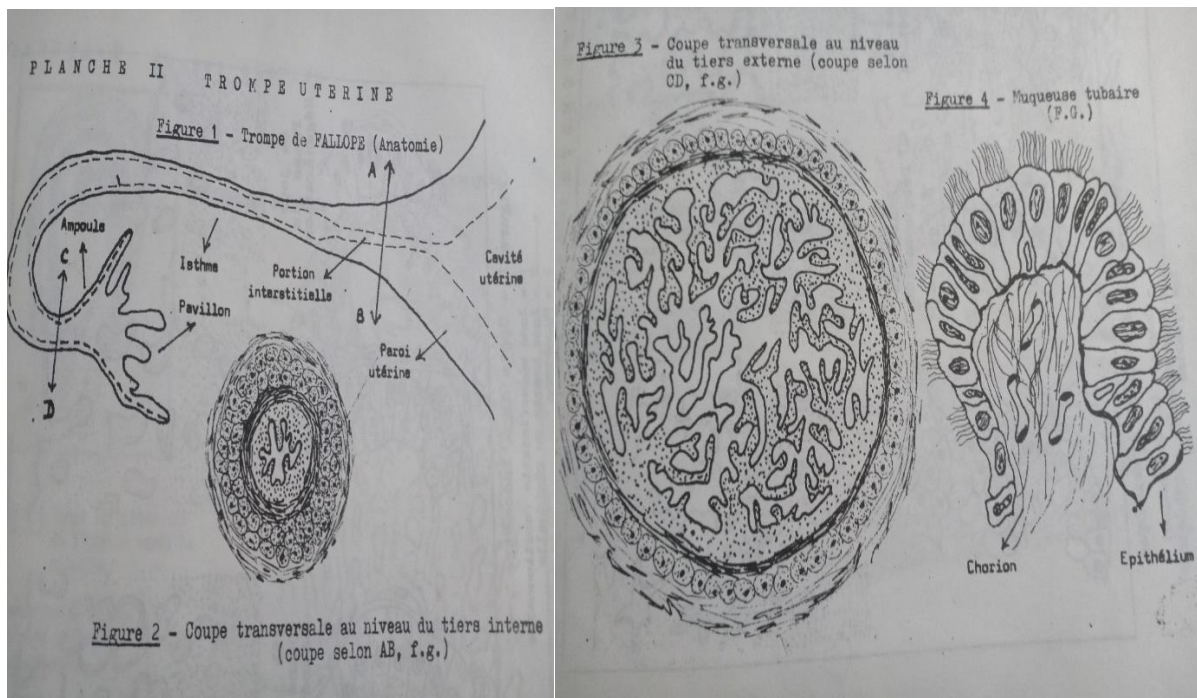 PLANCHE II
TROMPE UTERINE
Figure 1 - Trompe de FALLOPE (Anatomie)
A
Ampoule
C
Isthme
Portion
interstitielle
Cavité
utérine
Pavillon
B
Paroi
utérine
D
Figure 2 - Coupe transversale au niveau du tiers interne
(coupe selon AB, f.g.)
Figure 3 - Coupe transversale au niveau
du tiers externe (coupe selon
CD, f.g.)
Figure 4 - Muqueuse tubaire
(F.G.)
Chorion
Epithélium